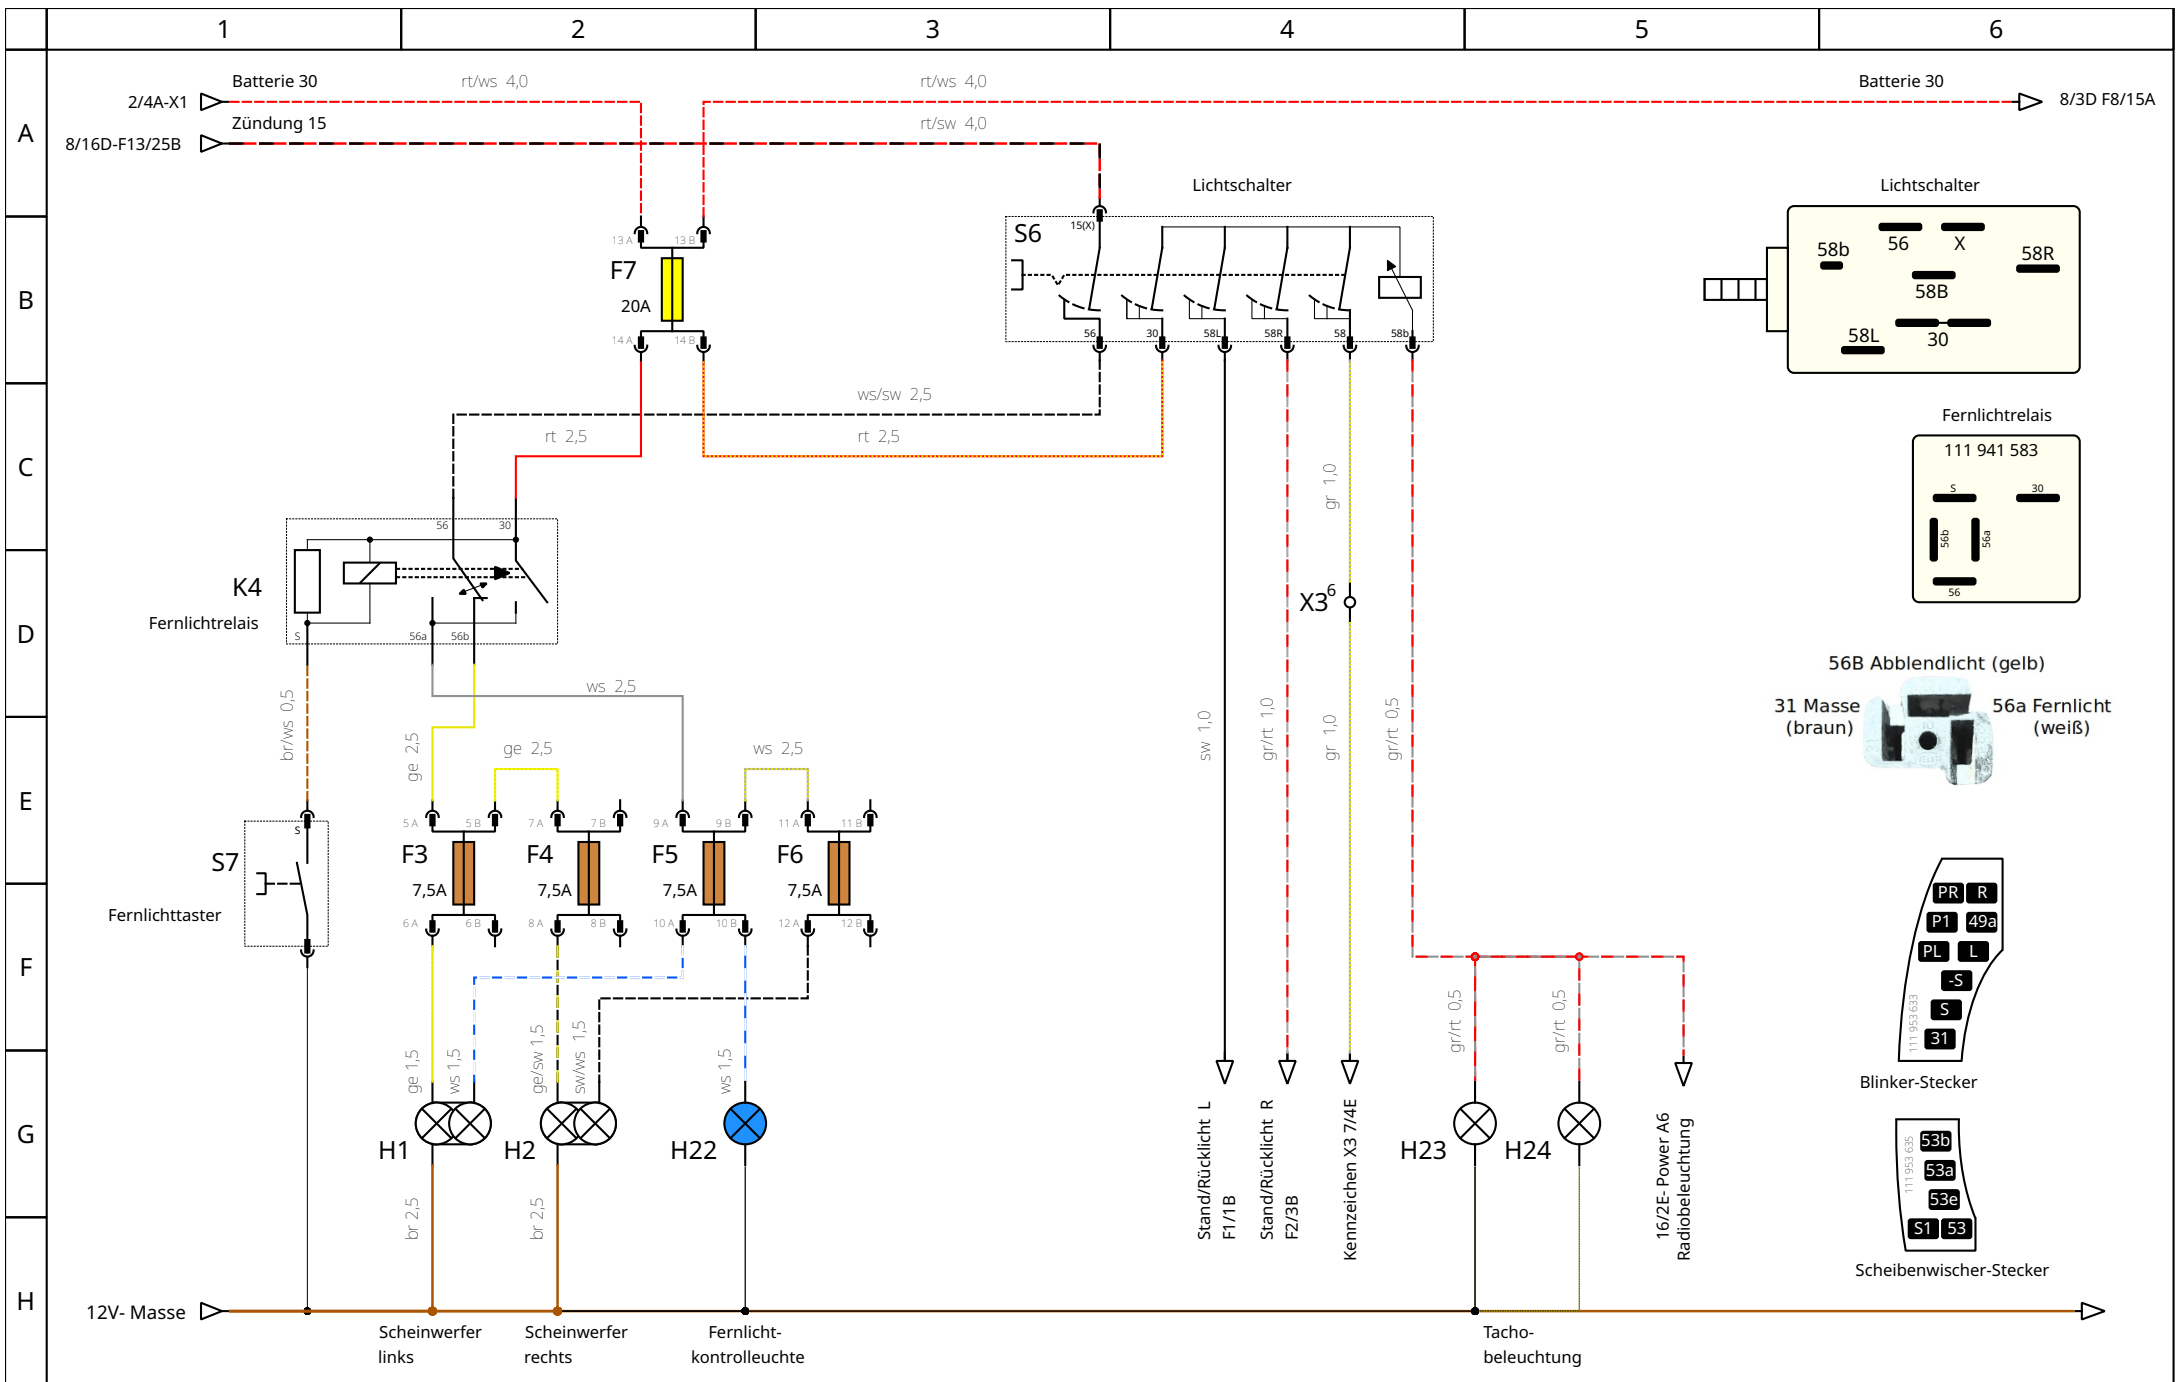 1 2 3 4 5 6
A
B
C
D
E
F
G
H
Batterie 30
rt/ws 4,0
rt/ws 4,0
Batterie 30
2/4A-X1
8/3D F8/15A
Zündung 15
rt/sw 4,0
8/16D-F13/25B
Lichtschalter
S6
15(X)
56
30
58L
58R
58
58b
13 A
13 B
F7
20A
14 A
14 B
Lichtschalter
56
X
58b
58R
58B
58L
30
ws/sw 2,5
rt 2,5
rt 2,5
Fernlichtrelais
111 941 583
S
30
56b
56a
56
56
30
K4
Fernlichtrelais
S
56a
56b
gr 1,0
X3
6
56B Abblendlicht (gelb)
31 Masse
(braun)
56a Fernlicht
(weiß)
br/ws 0,5
ws 2,5
ge 2,5
ge 2,5
ws 2,5
sw 1,0
gr/rt 1,0
gr 1,0
gr/rt 0,5
5 A
5 B
7 A
7 B
9 A
9 B
11 A
11 B
S
S7
Fernlichttaster
F3
7,5A
F4
7,5A
F5
7,5A
F6
7,5A
6 A
6 B
8 A
8 B
10 A
10 B
12 A
12 B
PR R
P1 49a
PL L
-S
S
31
111 953 633
Blinker-Stecker
ge 1,5
ws 1,5
ge/sw 1,5
sw/ws 1,5
ws 1,5
gr/rt 0,5
gr/rt 0,5
H1
H2
H22
H23
H24
Stand/Rücklicht L
F1/1B
Stand/Rücklicht R
F2/3B
Kennzeichen X3 7/4E
16/2E- Power A6
Radiobeleuchtung
111 953 635
53b
53a
53e
S1 53
Scheibenwischer-Stecker
br 2,5
br 2,5
12V- Masse
Scheinwerfer
links
Scheinwerfer
rechts
Fernlicht-
kontrolleuchte
Tacho-
beleuchtung